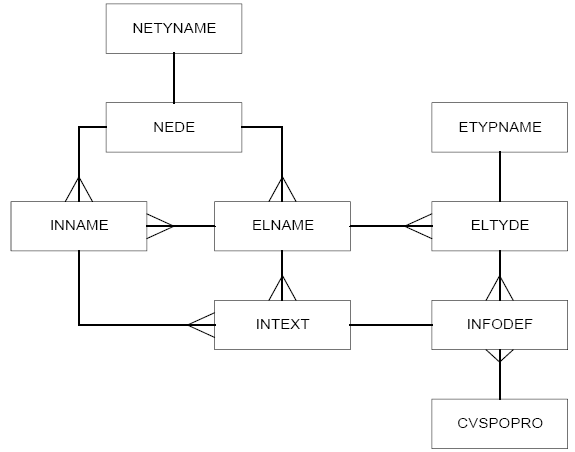 NETYNAME
NEDE
ETYPNAME
INNAME
ELNAME
ELTYDE
INTEXT
INFODEF
CVSPOPRO